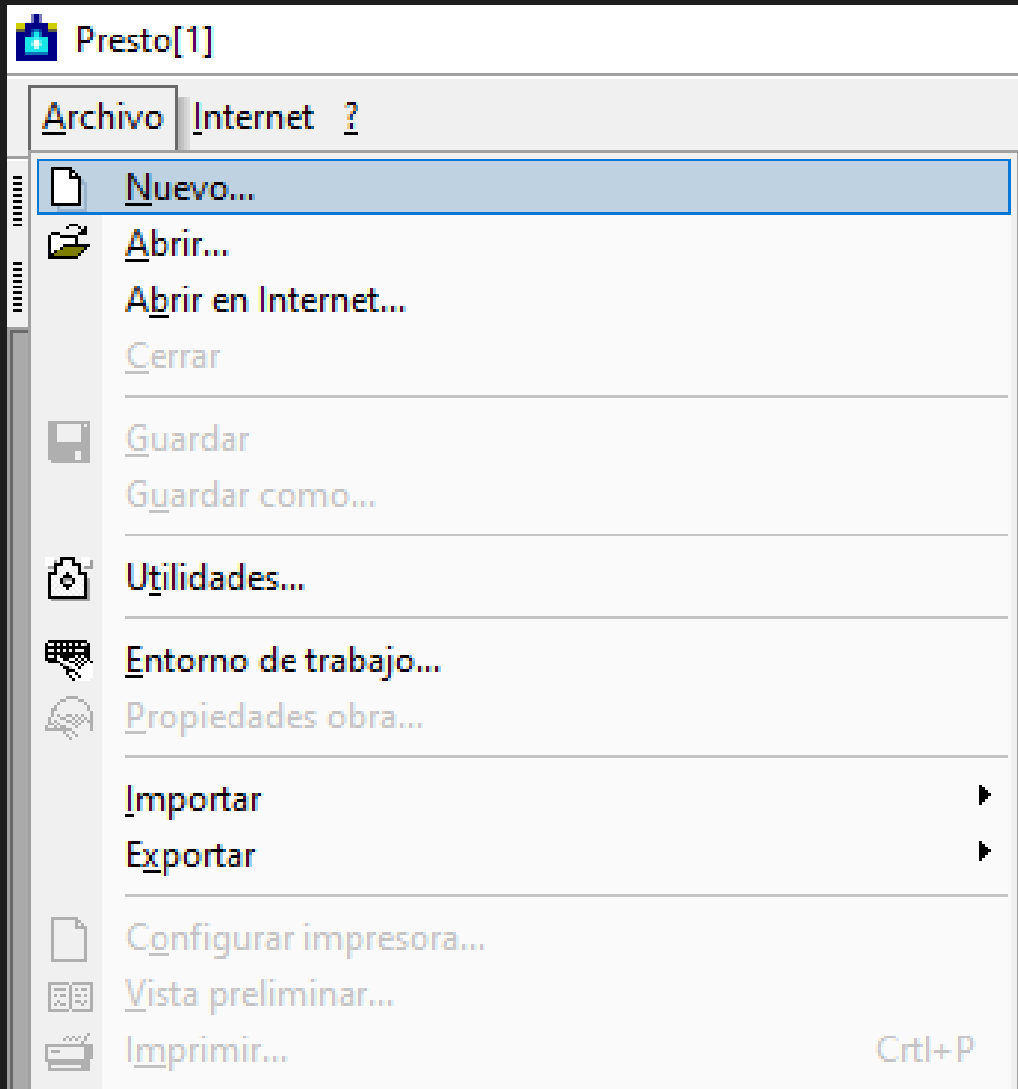 Presto[1]
Archivo Internet ?
Nuevo...
Abrir...
Abrir en Internet...
Cerrar
Guardar
Guardar como...
Utilidades...
Entorno de trabajo...
Propiedades obra...
Importar
Exportar
Configurar impresora...
Vista preliminar...
Imprimir... Crtl+P